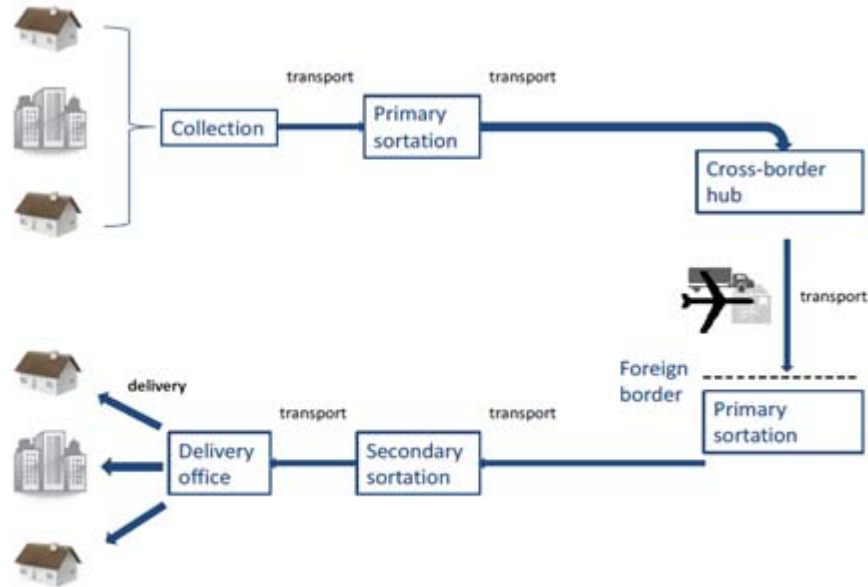 transport
transport
Collection
Primary
sortation
Cross-border
hub
transport
Foreign
border
Primary
sortation
delivery
transport
transport
Delivery
office
Secondary
sortation